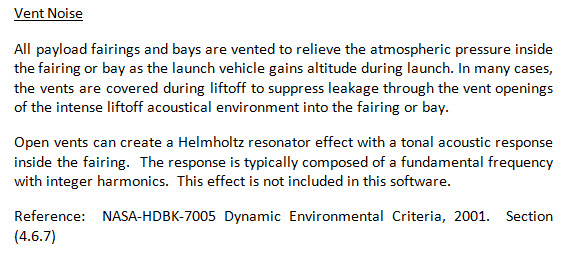 Vent Noise
All payload fairings and bays are vented to relieve the atmospheric pressure inside
the fairing or bay as the launch vehicle gains altitude during launch. In many cases,
the vents are covered during liftoff to suppress leakage through the vent openings
of the intense liftoff acoustical environment into the fairing or bay.
Open vents can create a Helmholtz resonator effect with a tonal acoustic response
inside the fairing.  The response is typically composed of a fundamental frequency
with integer harmonics.  This effect is not included in this software.
Reference:  NASA-HDBK-7005 Dynamic Environmental Criteria, 2001.  Section
(4.6.7)